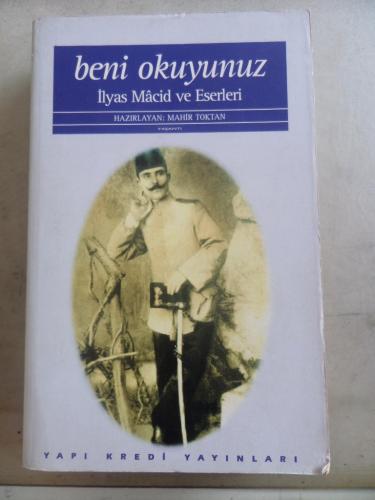 beni okuyunuz
İlyas Mâcid ve Eserleri
HAZIRLAYAN: MAHİR TOKTAN
YAPI KREDİ YAYINLARI